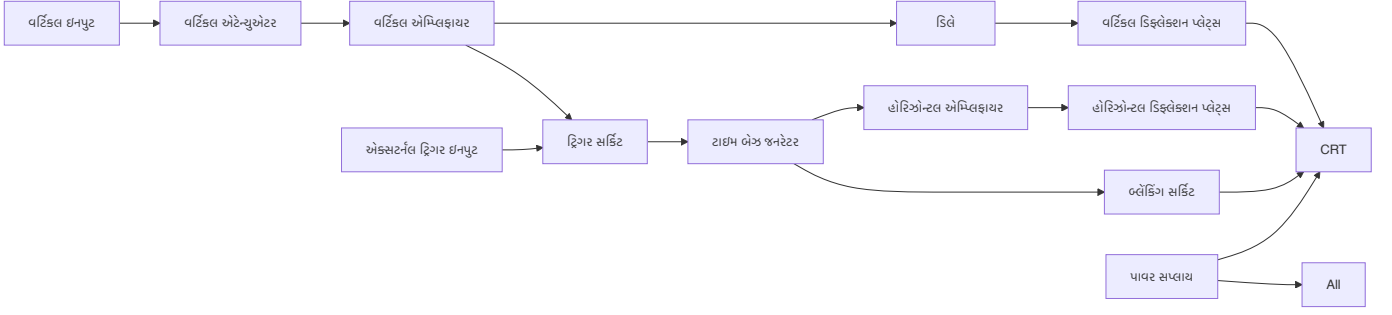 વર્ટિકલ ઇનપુટ
વર્ટિકલ એટેન્યુએટર
વર્ટિકલ એમ્પ્લિફાયર
ડિલે
વર્ટિકલ ડિફ્લેક્શન પ્લેટ્સ
હોરિઝોન્ટલ એમ્પ્લિફાયર
હોરિઝોન્ટલ ડિફ્લેક્શન પ્લેટ્સ
એક્સટર્નલ ટ્રિગર ઇનપુટ
ટ્રિગર સર્કિટ
ટાઇમ બેઝ જનરેટર
CRT
બ્લેંકિંગ સર્કિટ
પાવર સપ્લાય
All